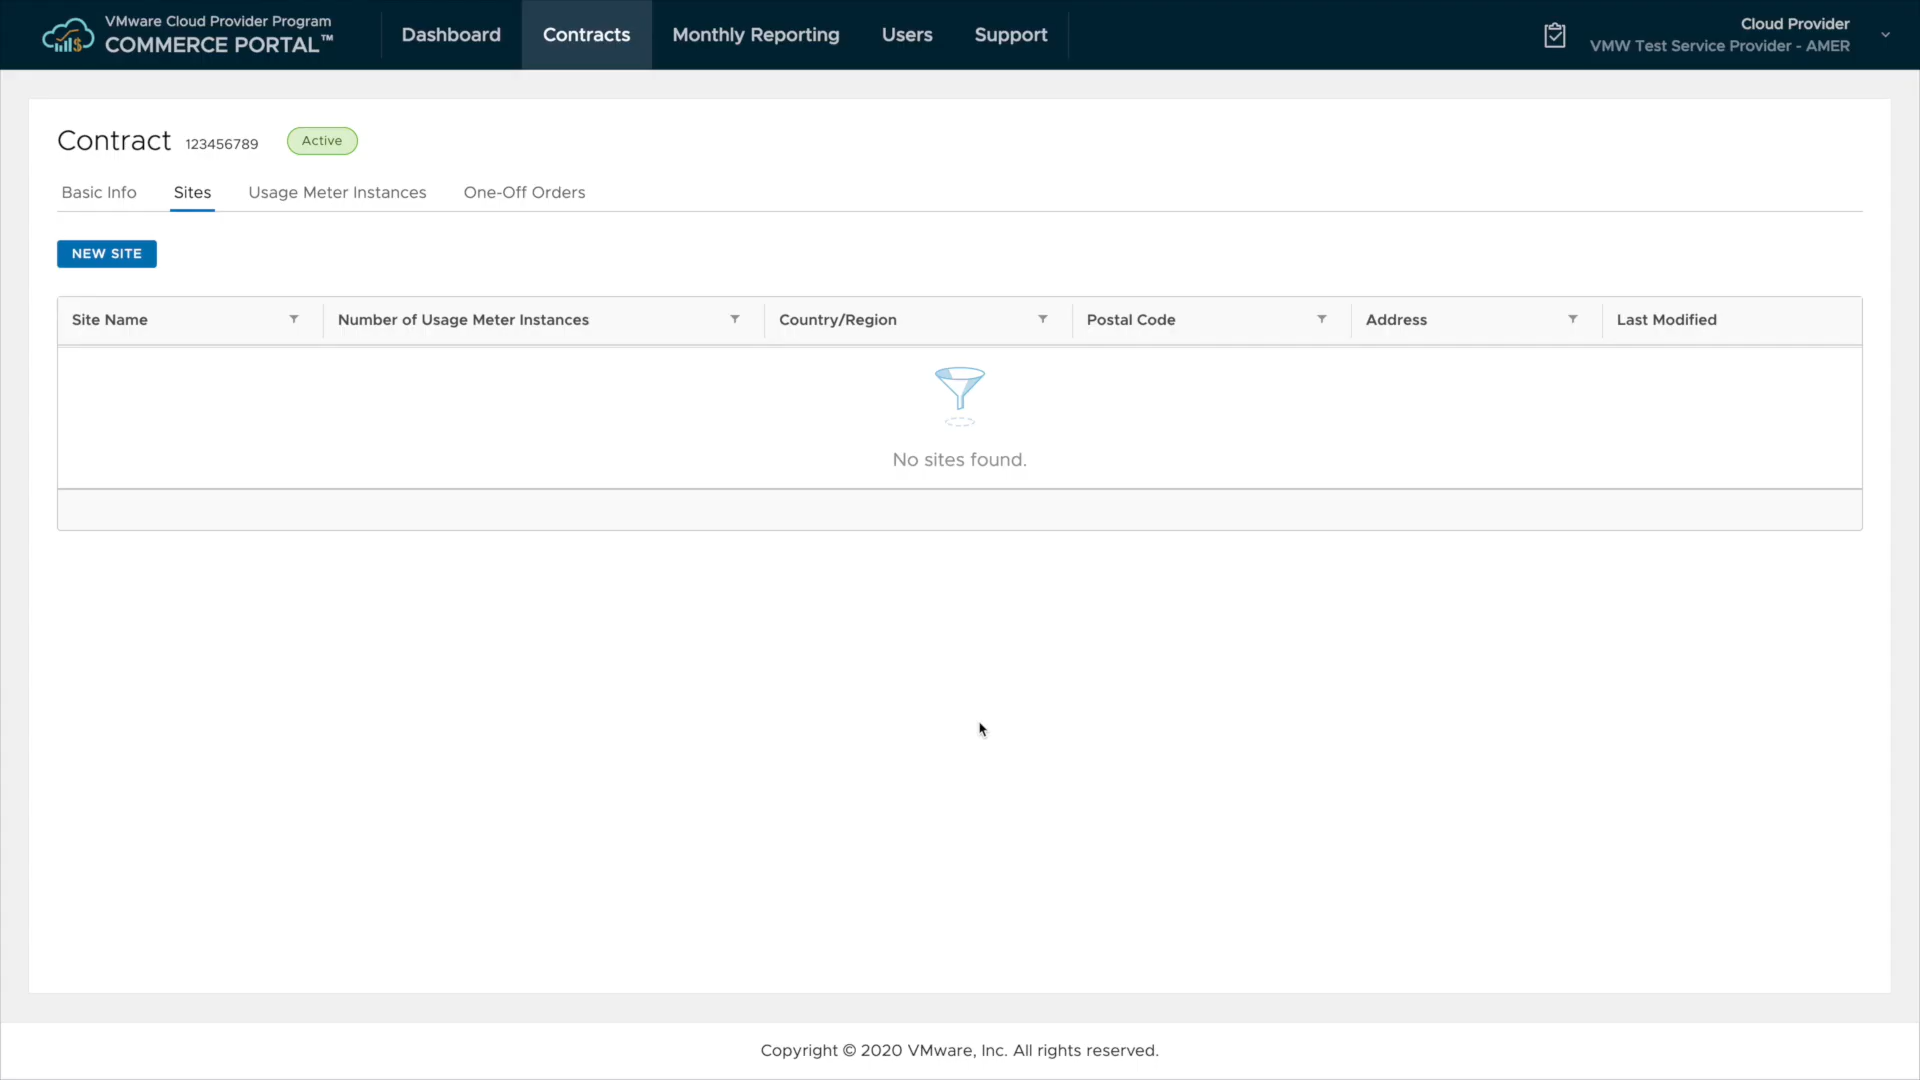 VMware Cloud Provider Program
COMMERCE PORTAL™
Dashboard
Contracts
Monthly Reporting
Users
Support
Cloud Provider
VMW Test Service Provider - AMER
Contract 123456789 Active
Basic Info
Sites
Usage Meter Instances
One-Off Orders
NEW SITE
Site Name
Number of Usage Meter Instances
Country/Region
Postal Code
Address
Last Modified
No sites found.
Copyright © 2020 VMware, Inc. All rights reserved.